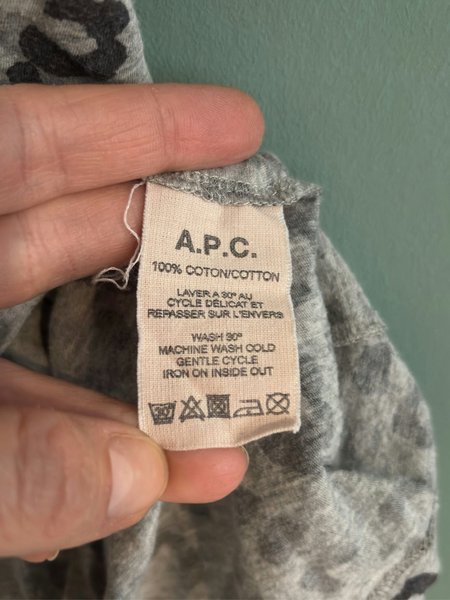 A.P.C.
100% COTON/COTTON
LAVER A 30° AU
CYCLE DELICAT ET
REPASSER SUR L'ENVERS
WASH 30°
MACHINE WASH COLD
GENTLE CYCLE
IRON ON INSIDE OUT
30